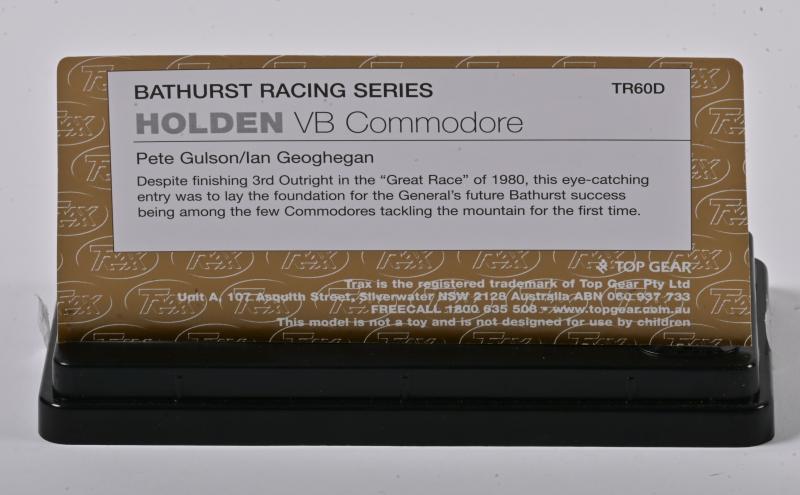 BATHURST RACING SERIES TR60D
HOLDEN VB Commodore
Pete Gulson/Ian Geoghegan
Despite finishing 3rd Outright in the “Great Race” of 1980, this eye-catching
entry was to lay the foundation for the General's future Bathurst success
being among the few Commodores tackling the mountain for the first time.
TOP GEAR
Trax is the registered trademark of Top Gear Pty Ltd
Unit A, 107 Asquith Street, Silverwater NSW 2128 Australia ABN 060 937 733
FREECALL 1800 635 508 • www.topgear.com.au
This model is not a toy and is not designed for use by children